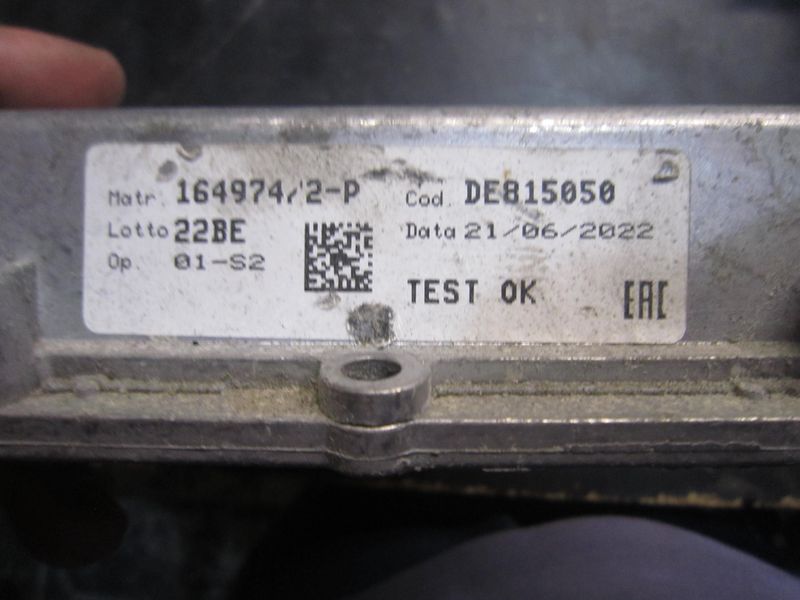 Matr. 164974/2-P
Cod. DE815050
Lotto 22BE
Data 21/06/2022
Op. 01-S2
TEST OK
EAC